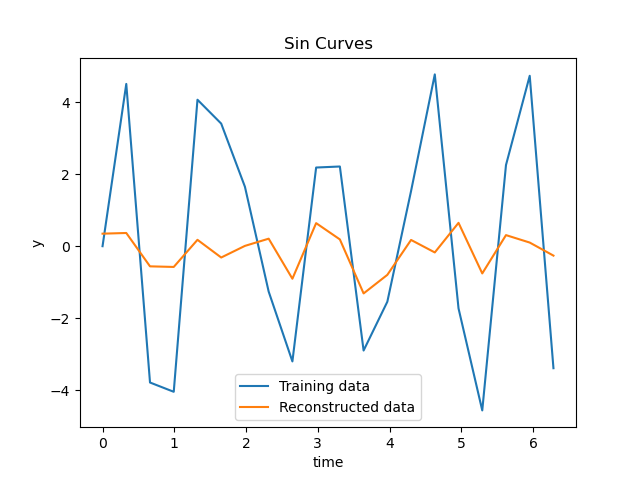 Sin Curves
y
4
2
0
−2
−4
Training data
Reconstructed data
0 1 2 3 4 5 6
time